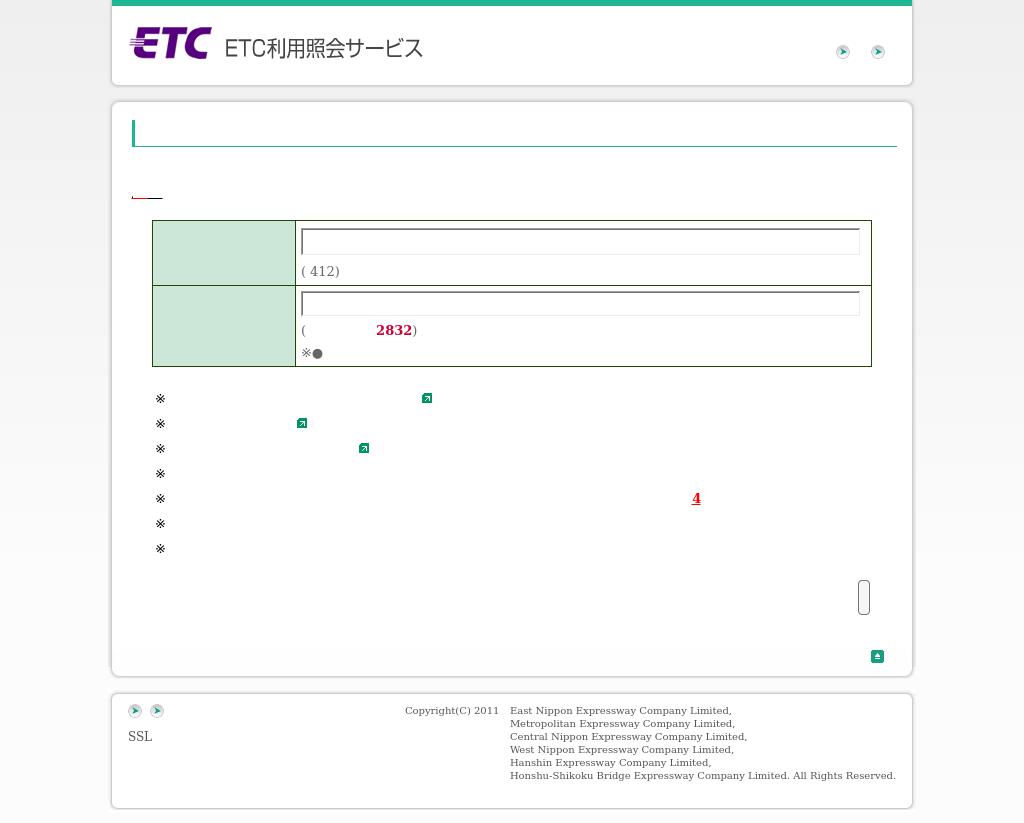 ETC ETC利用照会サービス
( 412)
( 2832)
※●
※
※
※
※
※ 4
※
※
Copyright(C) 2011 East Nippon Expressway Company Limited,
Metropolitan Expressway Company Limited,
SSL
Central Nippon Expressway Company Limited,
West Nippon Expressway Company Limited,
Hanshin Expressway Company Limited,
Honshu-Shikoku Bridge Expressway Company Limited. All Rights Reserved.